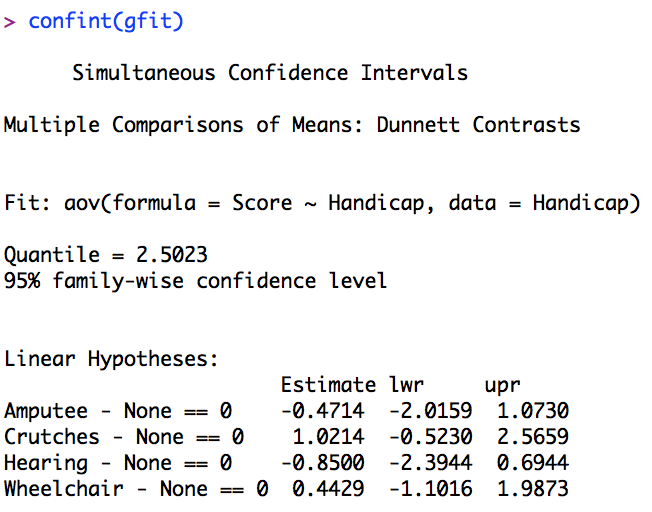 > confint(gfit)
Simultaneous Confidence Intervals
Multiple Comparisons of Means: Dunnett Contrasts
Fit: aov(formula = Score ~ Handicap, data = Handicap)
Quantile = 2.5023
95% family-wise confidence level
Linear Hypotheses:
Estimate lwr upr
Amputee - None == 0 -0.4714 -2.0159 1.0730
Crutches - None == 0 1.0214 -0.5230 2.5659
Hearing - None == 0 -0.8500 -2.3944 0.6944
Wheelchair - None == 0 0.4429 -1.1016 1.9873